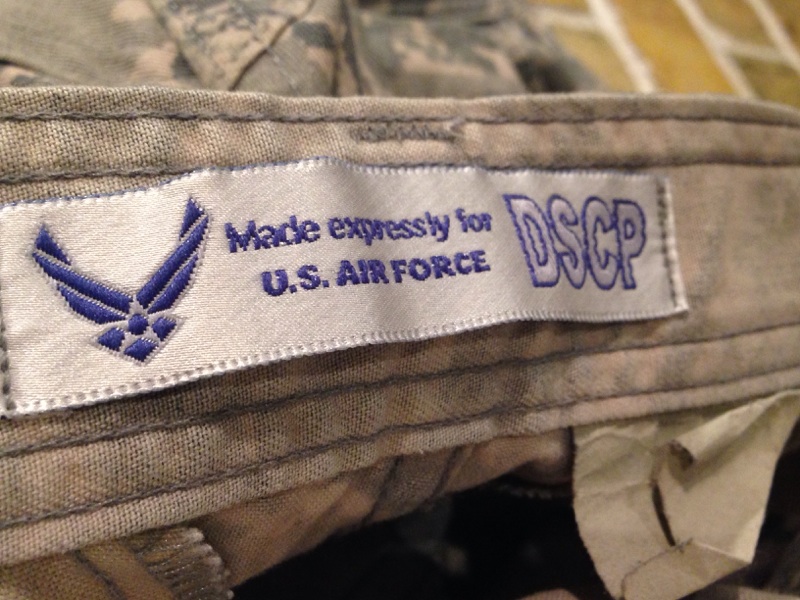 Made expressly for
U.S. AIR FORCE
DSCP